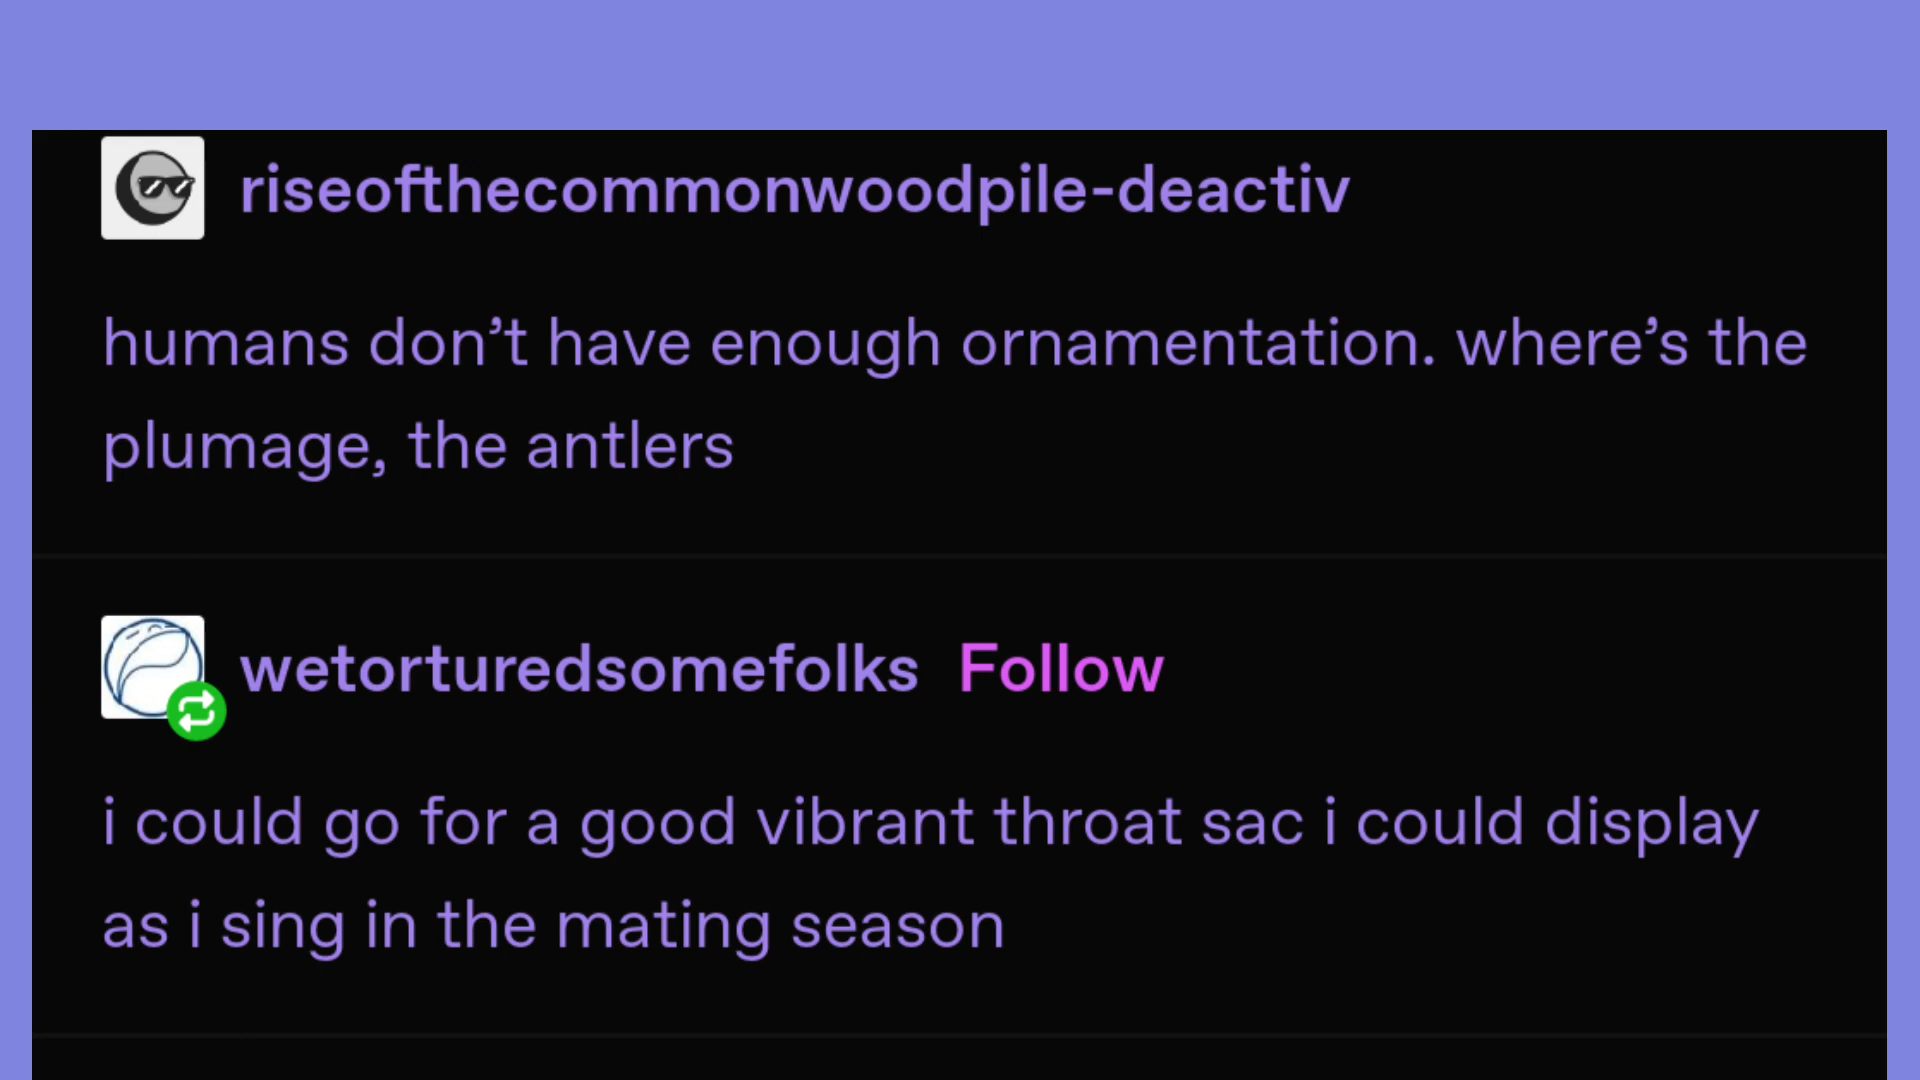 riseofthecommonwoodpile-deactiv
humans don’t have enough ornamentation. where’s the
plumage, the antlers
wetorturedsomefolks Follow
i could go for a good vibrant throat sac i could display
as i sing in the mating season